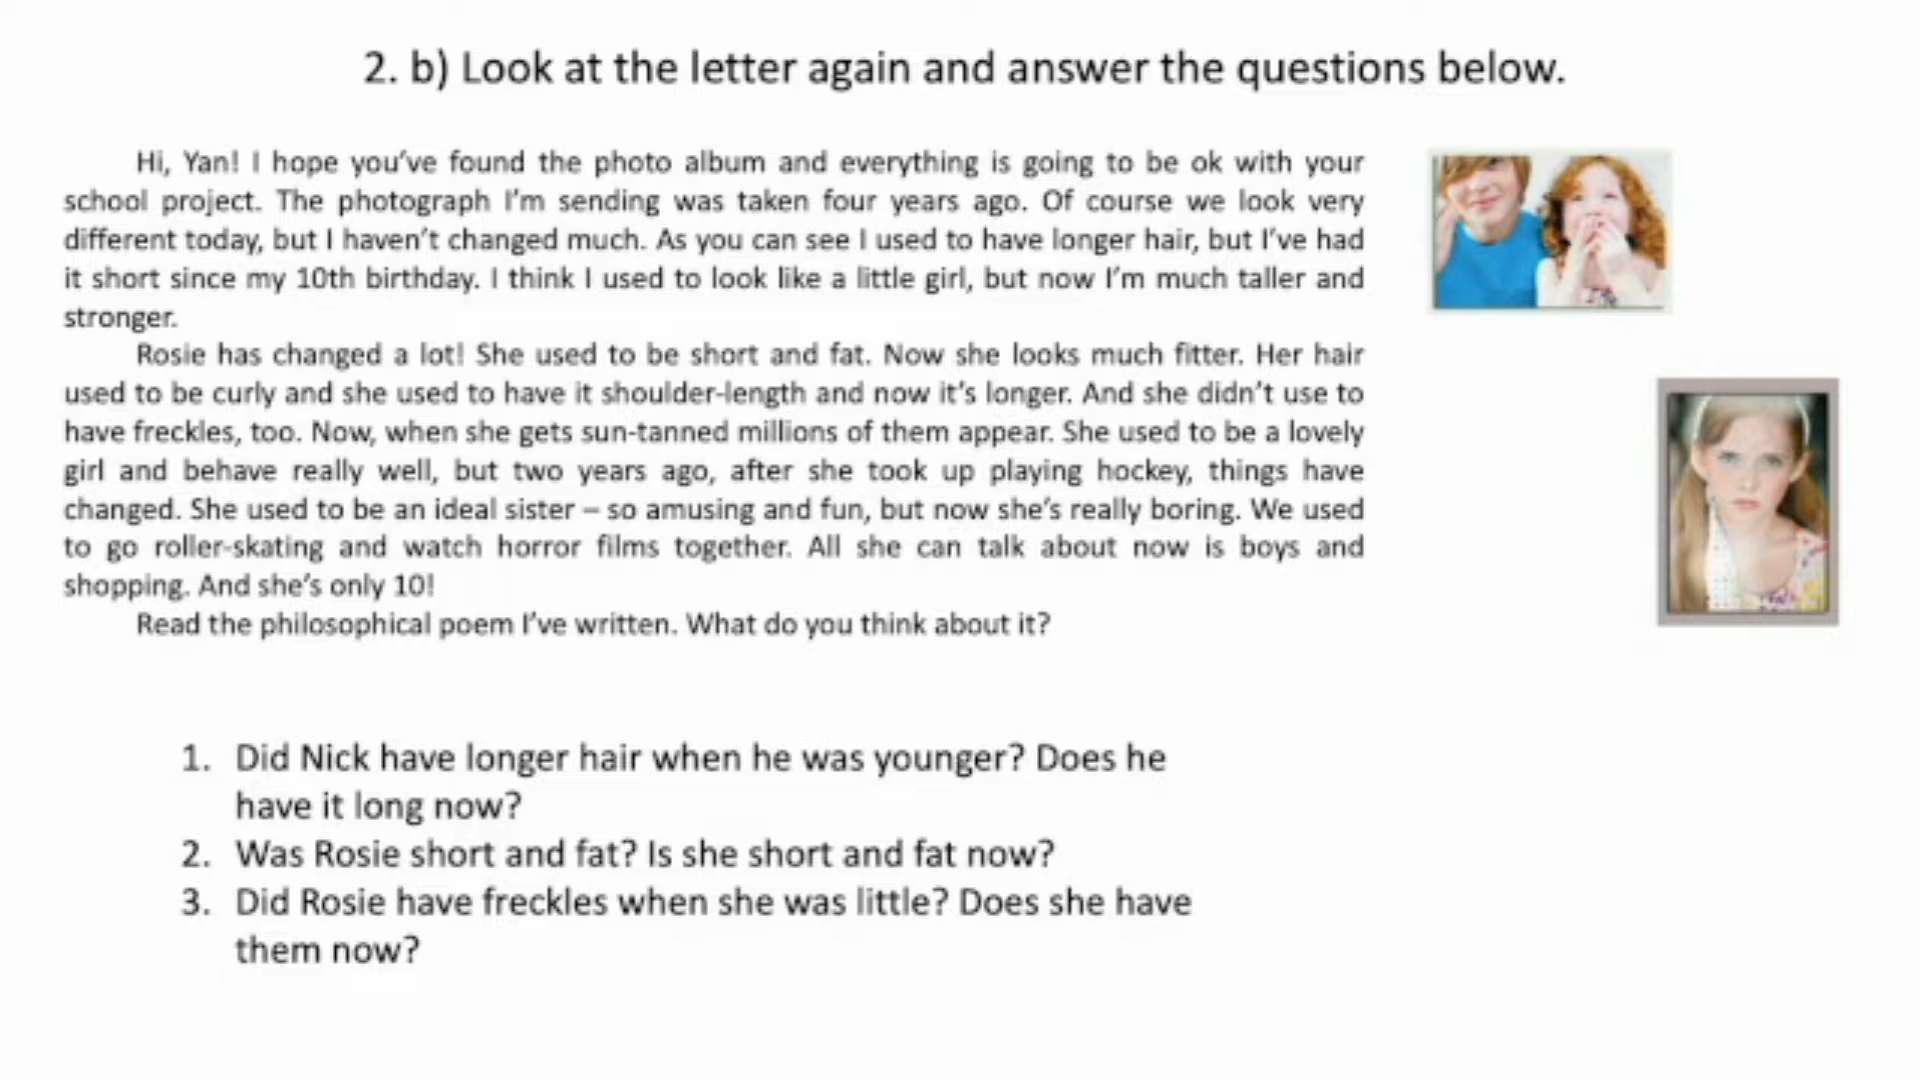 2. b) Look at the letter again and answer the questions below.
Hi, Yan! I hope you've found the photo album and everything is going to be ok with your
school project. The photograph I'm sending was taken four years ago. Of course we look very
different today, but I haven't changed much. As you can see I used to have longer hair, but I've had
it short since my 10th birthday. I think I used to look like a little girl, but now I'm much taller and
stronger.
Rosie has changed a lot! She used to be short and fat. Now she looks much fitter. Her hair
used to be curly and she used to have it shoulder-length and now it's longer. And she didn't use to
have freckles, too. Now, when she gets sun-tanned millions of them appear. She used to be a lovely
girl and behave really well, but two years ago, after she took up playing hockey, things have
changed. She used to be an ideal sister – so amusing and fun, but now she's really boring. We used
to go roller-skating and watch horror films together. All she can talk about now is boys and
shopping. And she's only 10!
Read the philosophical poem I've written. What do you think about it?
1. Did Nick have longer hair when he was younger? Does he
have it long now?
2. Was Rosie short and fat? Is she short and fat now?
3. Did Rosie have freckles when she was little? Does she have
them now?